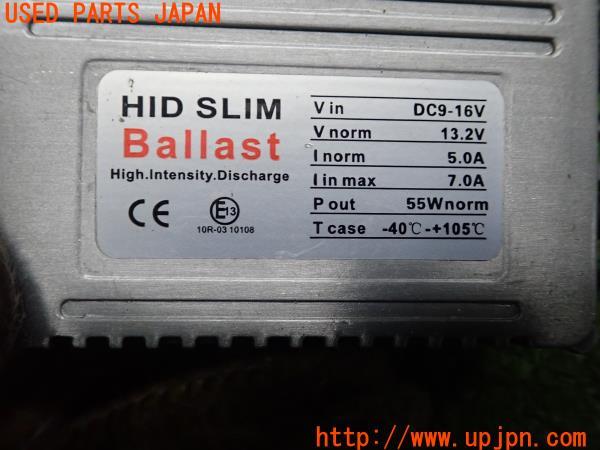 USED PARTS JAPAN
HID SLIM
Ballast
High.Intensity.Discharge
CE E13
10R-03 10108
V in DC9-16V
V norm 13.2V
I norm 5.0A
I in max 7.0A
P out 55Wnorm
T case -40℃-+105℃
http://www.upjpn.com/